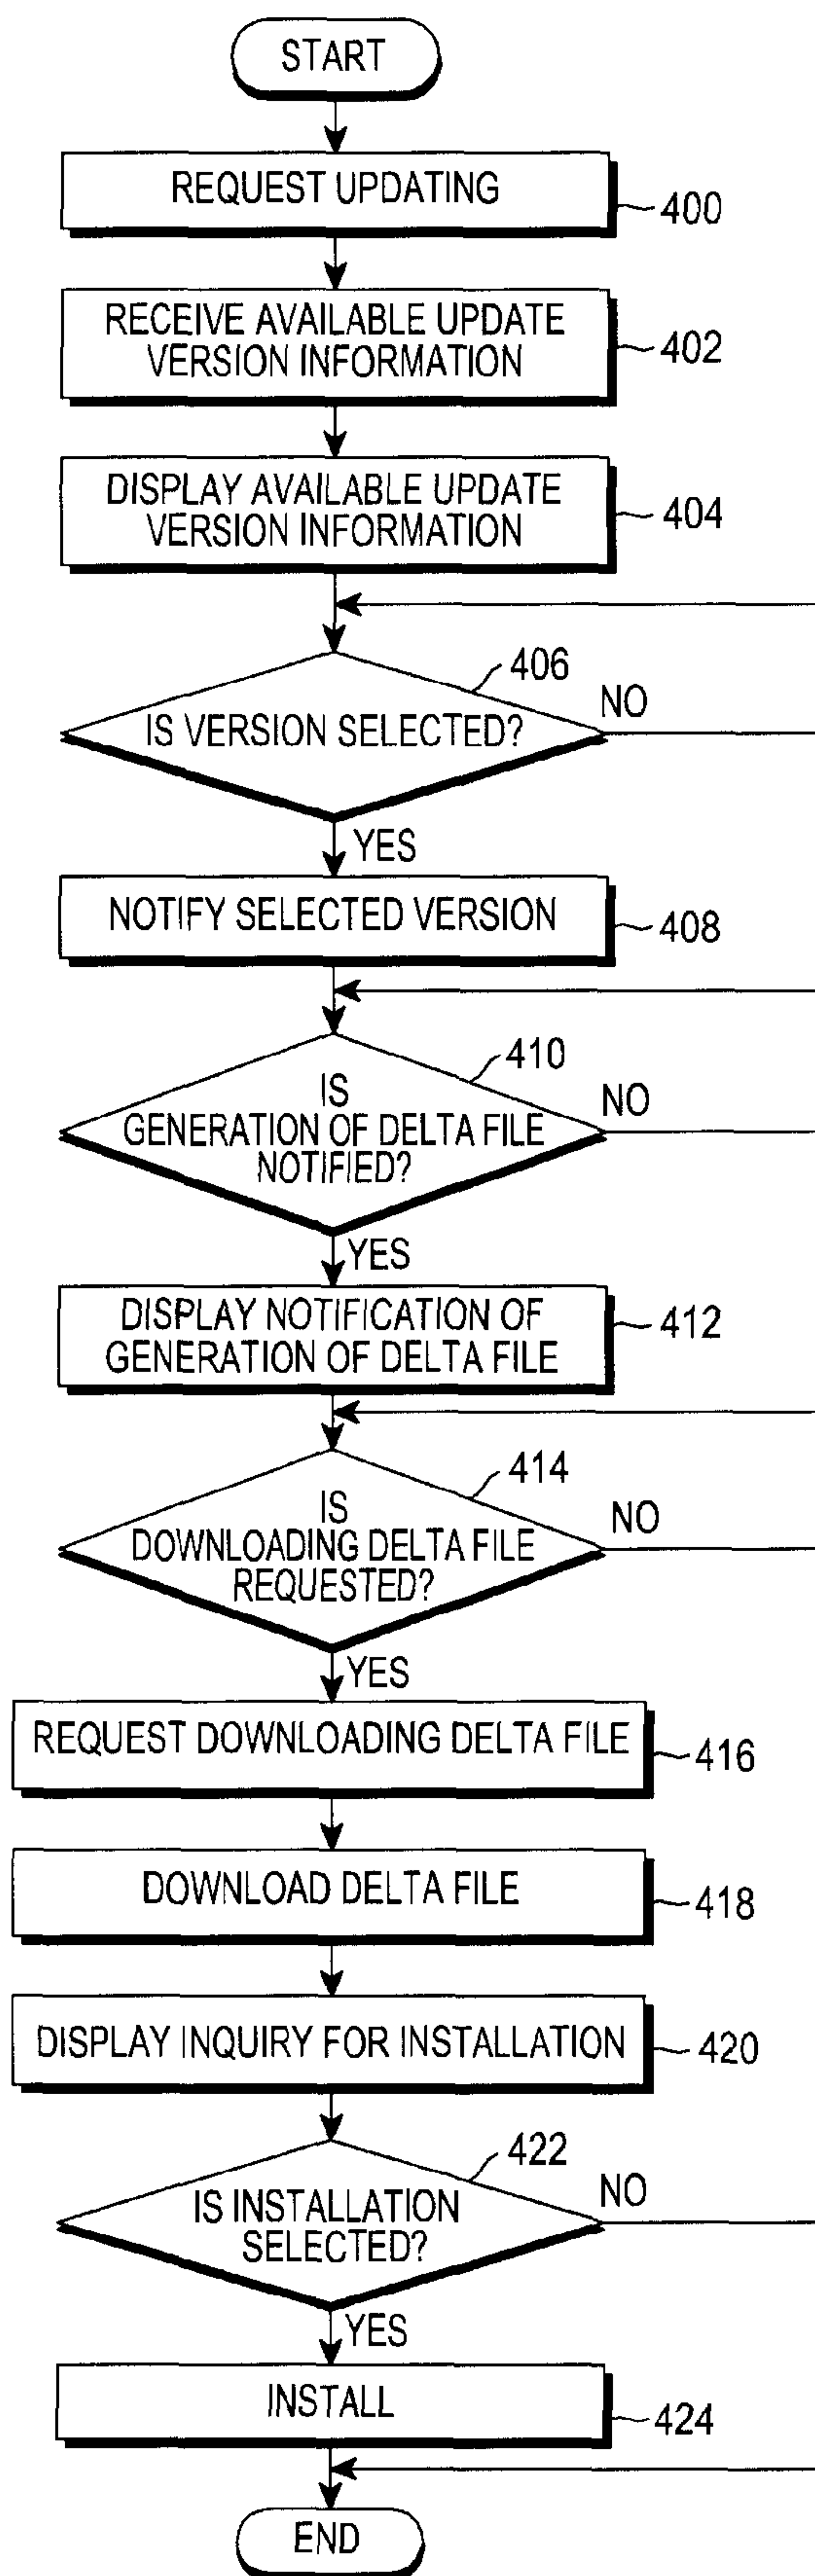 START
REQUEST UPDATING
400
RECEIVE AVAILABLE UPDATE
VERSION INFORMATION
402
DISPLAY AVAILABLE UPDATE
VERSION INFORMATION
404
406
IS VERSION SELECTED?
NO
YES
NOTIFY SELECTED VERSION
408
410
IS
GENERATION OF DELTA FILE
NOTIFIED?
NO
YES
DISPLAY NOTIFICATION OF
GENERATION OF DELTA FILE
412
414
IS
DOWNLOADING DELTA FILE
REQUESTED?
NO
YES
REQUEST DOWNLOADING DELTA FILE
416
DOWNLOAD DELTA FILE
418
DISPLAY INQUIRY FOR INSTALLATION
420
422
IS INSTALLATION
SELECTED?
NO
YES
INSTALL
424
END